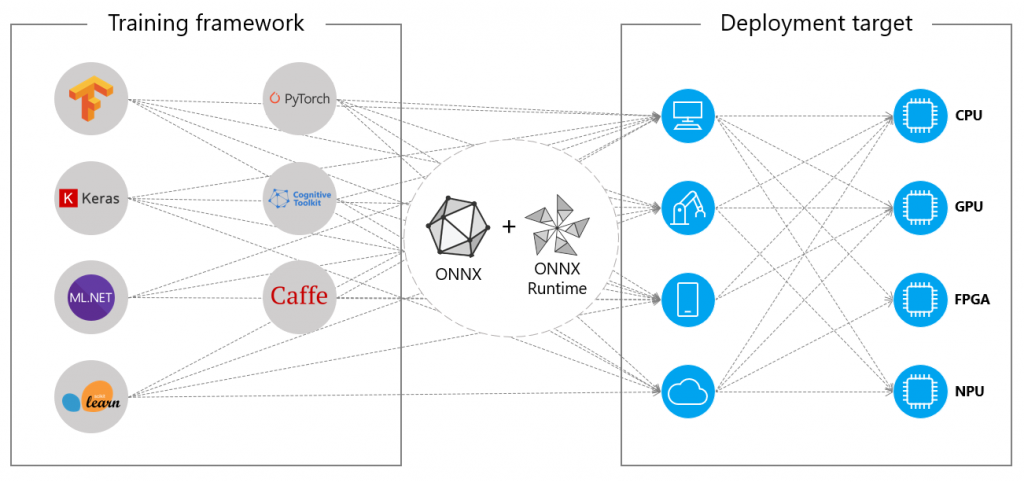 Training framework
Deployment target
PyTorch
K Keras
Cognitive
Toolkit
ML.NET
Caffe
learn
ONNX
+
ONNX
Runtime
CPU
GPU
FPGA
NPU